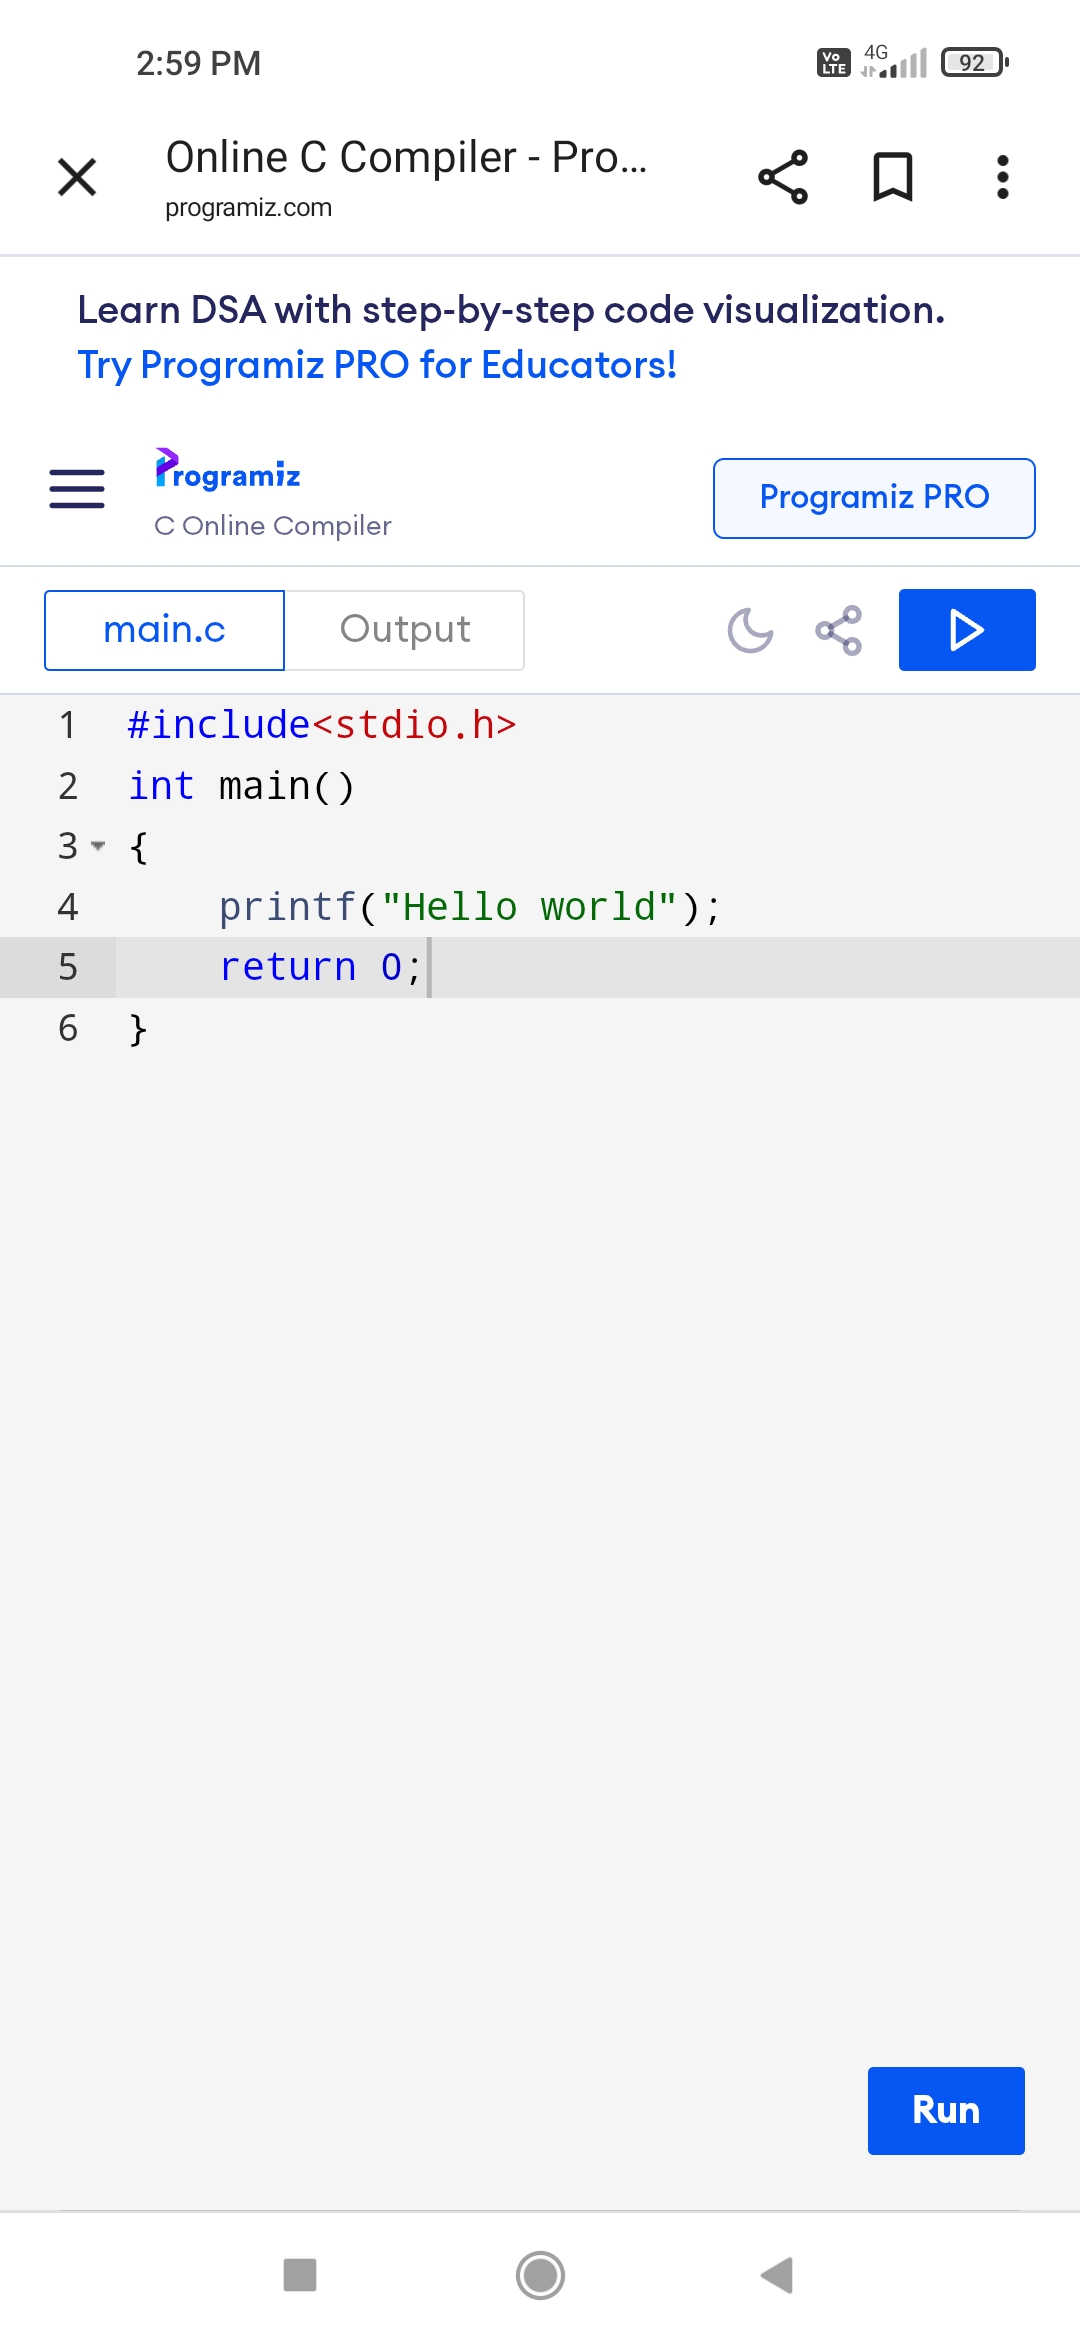 2:59 PM
Vo LTE 4G 92
Online C Compiler - Pro...
programiz.com
Learn DSA with step-by-step code visualization.
Try Programiz PRO for Educators!
Programiz
C Online Compiler
Programiz PRO
main.c
Output
1 #include<stdio.h>
2 int main()
3 {
4     printf("Hello world");
5     return 0;
6 }
Run